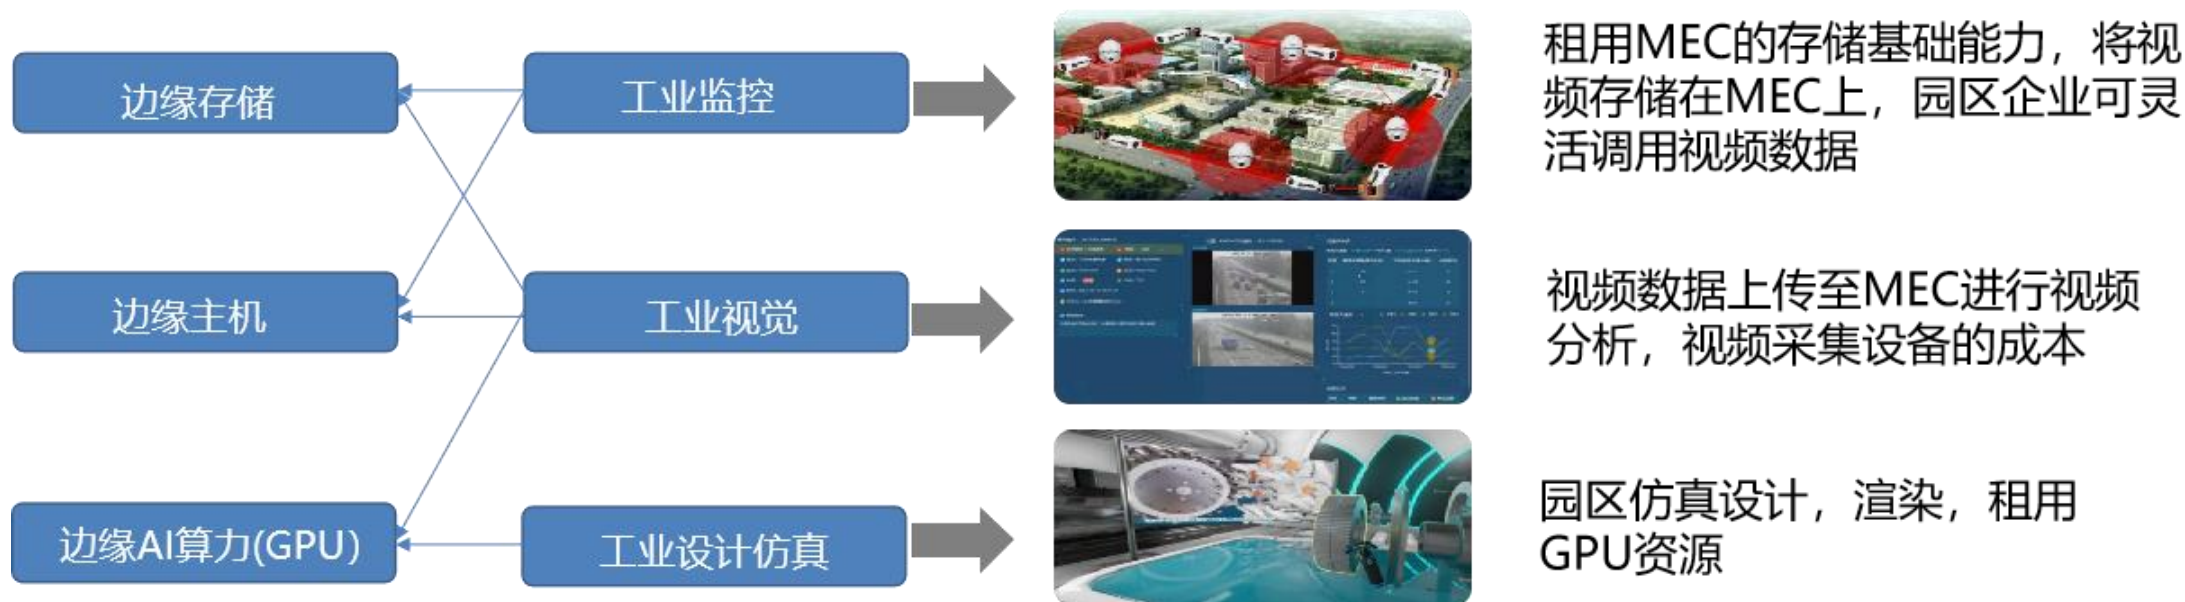 边缘存储
工业监控
租用MEC的存储基础能力，将视
频存储在MEC上，园区企业可灵
活调用视频数据
边缘主机
工业视觉
视频数据上传至MEC进行视频
分析，视频采集设备的成本
边缘AI算力(GPU)
工业设计仿真
园区仿真设计，渲染，租用
GPU资源